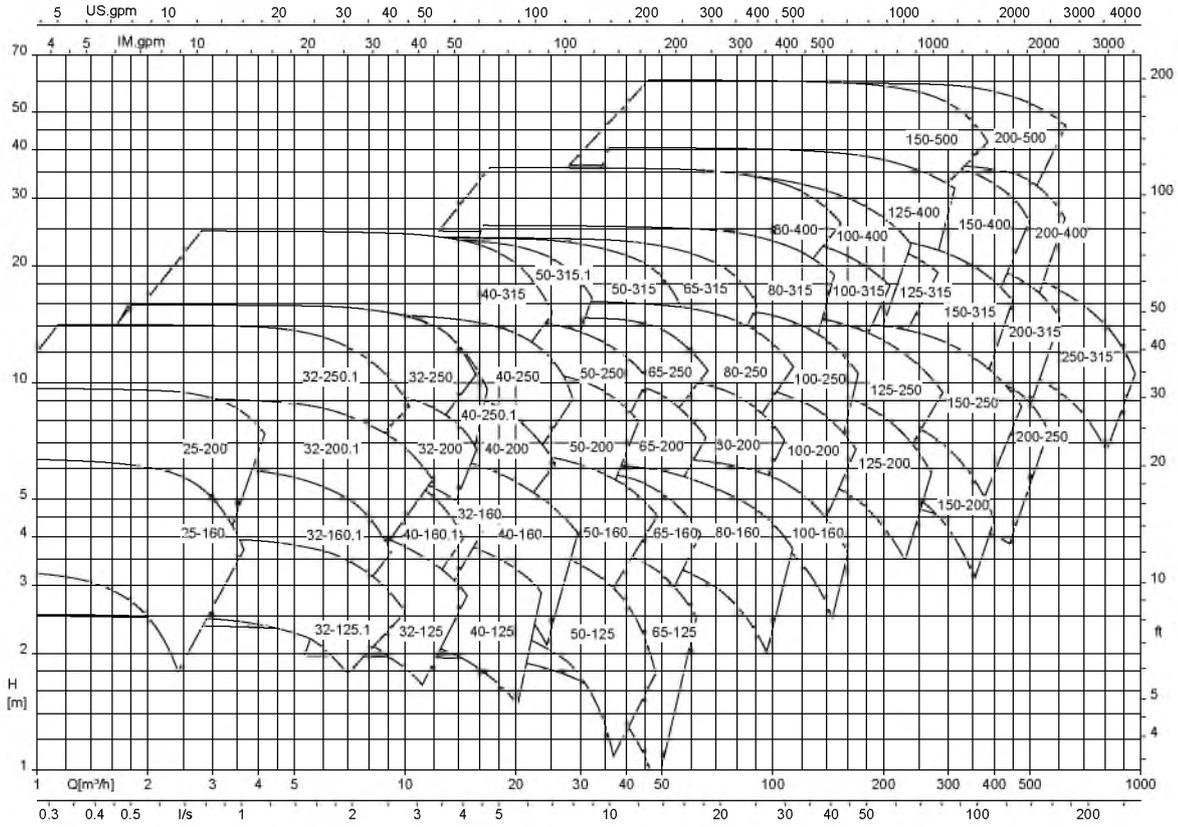 5 US.gpm 10 20 30 40 50 100 200 300 400 500 1000 2000 3000 4000
4 5 IM.gpm 10 20 30 40 50 100 200 300 400 500 1000 2000 3000
70
200
50
150-500 200-500
40
30
100
125-400
150-400
80-400 100-400 200-400
20
50-315.1
40-315 50-315 65-315 80-315 100-315 125-315
150-315
50
200-315
40
250-315
10
32-250.1 32-250 40-250 50-250 65-250 80-250 100-250
125-250
30
150-250
40-250.1
200-250
25-200 32-200.1 32-200 40-200 50-200 65-200 80-200 100-200
125-200
20
5
150-200
32-160
4
25-160 32-160.1 40-160.1 40-160 50-160 65-160 80-160 100-160
3
10
32-125.1 32-125 40-125 50-125 65-125
ft
2
H
[m]
5
4
1
1 Q[m³/h] 2 3 4 5 10 20 30 40 50 100 200 300 400 500 1000
0.3 0.4 0.5 l/s 1 2 3 4 5 10 20 30 40 50 100 200